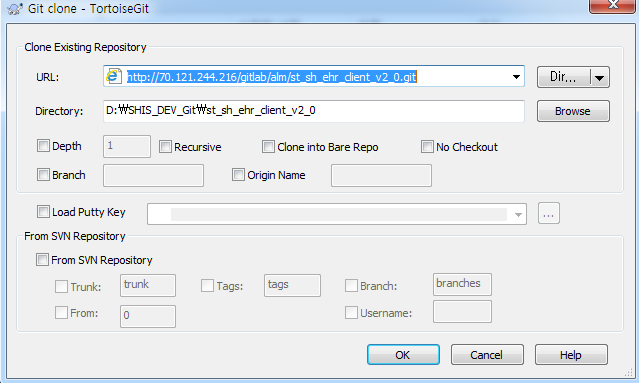 Git clone - TortoiseGit
Clone Existing Repository
URL: http://70.121.244.216/gitlab/alm/st_sh_ehr_client_v2_0.git Dir...
Directory: D:₩SHIS_DEV_Git₩st_sh_ehr_client_v2_0 Browse
Depth 1 Recursive Clone into Bare Repo No Checkout
Branch Origin Name
Load Putty Key ...
From SVN Repository
From SVN Repository
Trunk: trunk Tags: tags Branch: branches
From: 0 Username:
OK Cancel Help